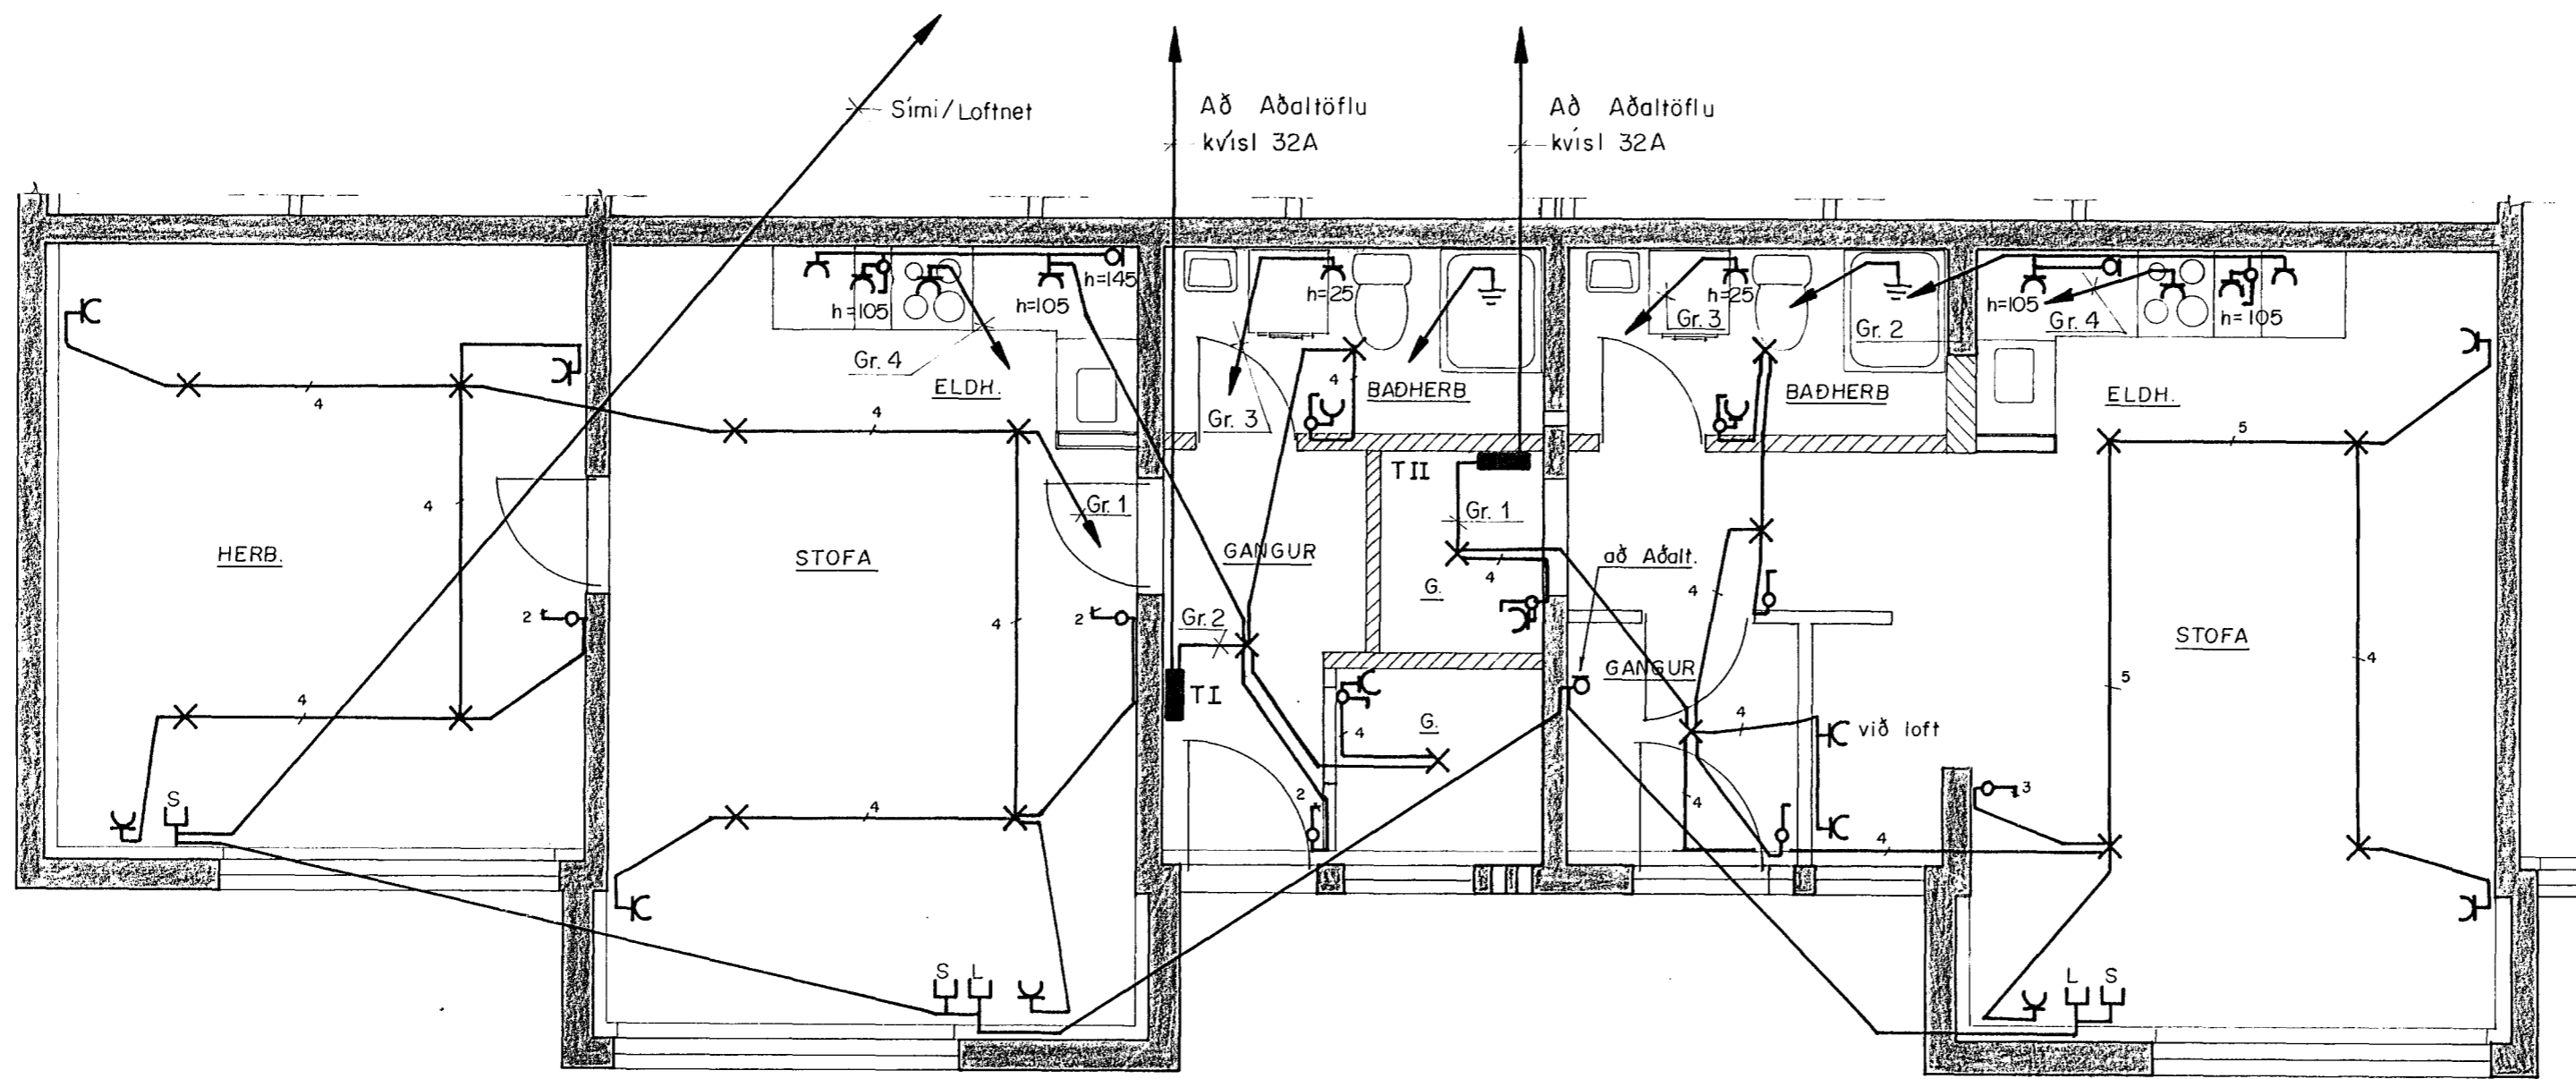 Sími/Loftnet
Að Aðaltöflu
kvísl 32A
Að Aðaltöflu
kvísl 32A
h=105
h=105
h=145
h=25
h=25
h=105
h=105
Gr. 4
ELDH.
Gr. 3
4
BAÐHERB
Gr. 3
Gr. 2
BAÐHERB
Gr. 4
ELDH.
4
4
5
4
HERB.
STOFA
Gr. 1
GANGUR
TII
Gr. 1
4
G.
að Aðalt.
4
2
4
2
Gr. 2
TI
GANGUR
STOFA
4
5
4
4
G.
4
við loft
S
4
2
4
3
4
S L
L S